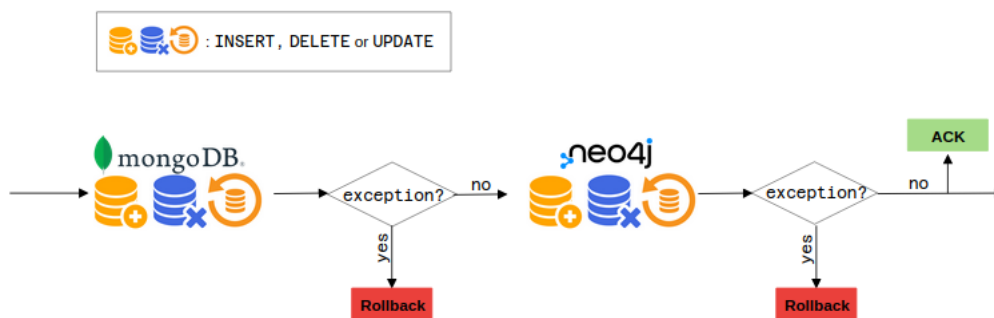 : INSERT, DELETE or UPDATE
ACK
mongoDB®
neo4j
exception?
no
exception?
no
yes
yes
Rollback
Rollback